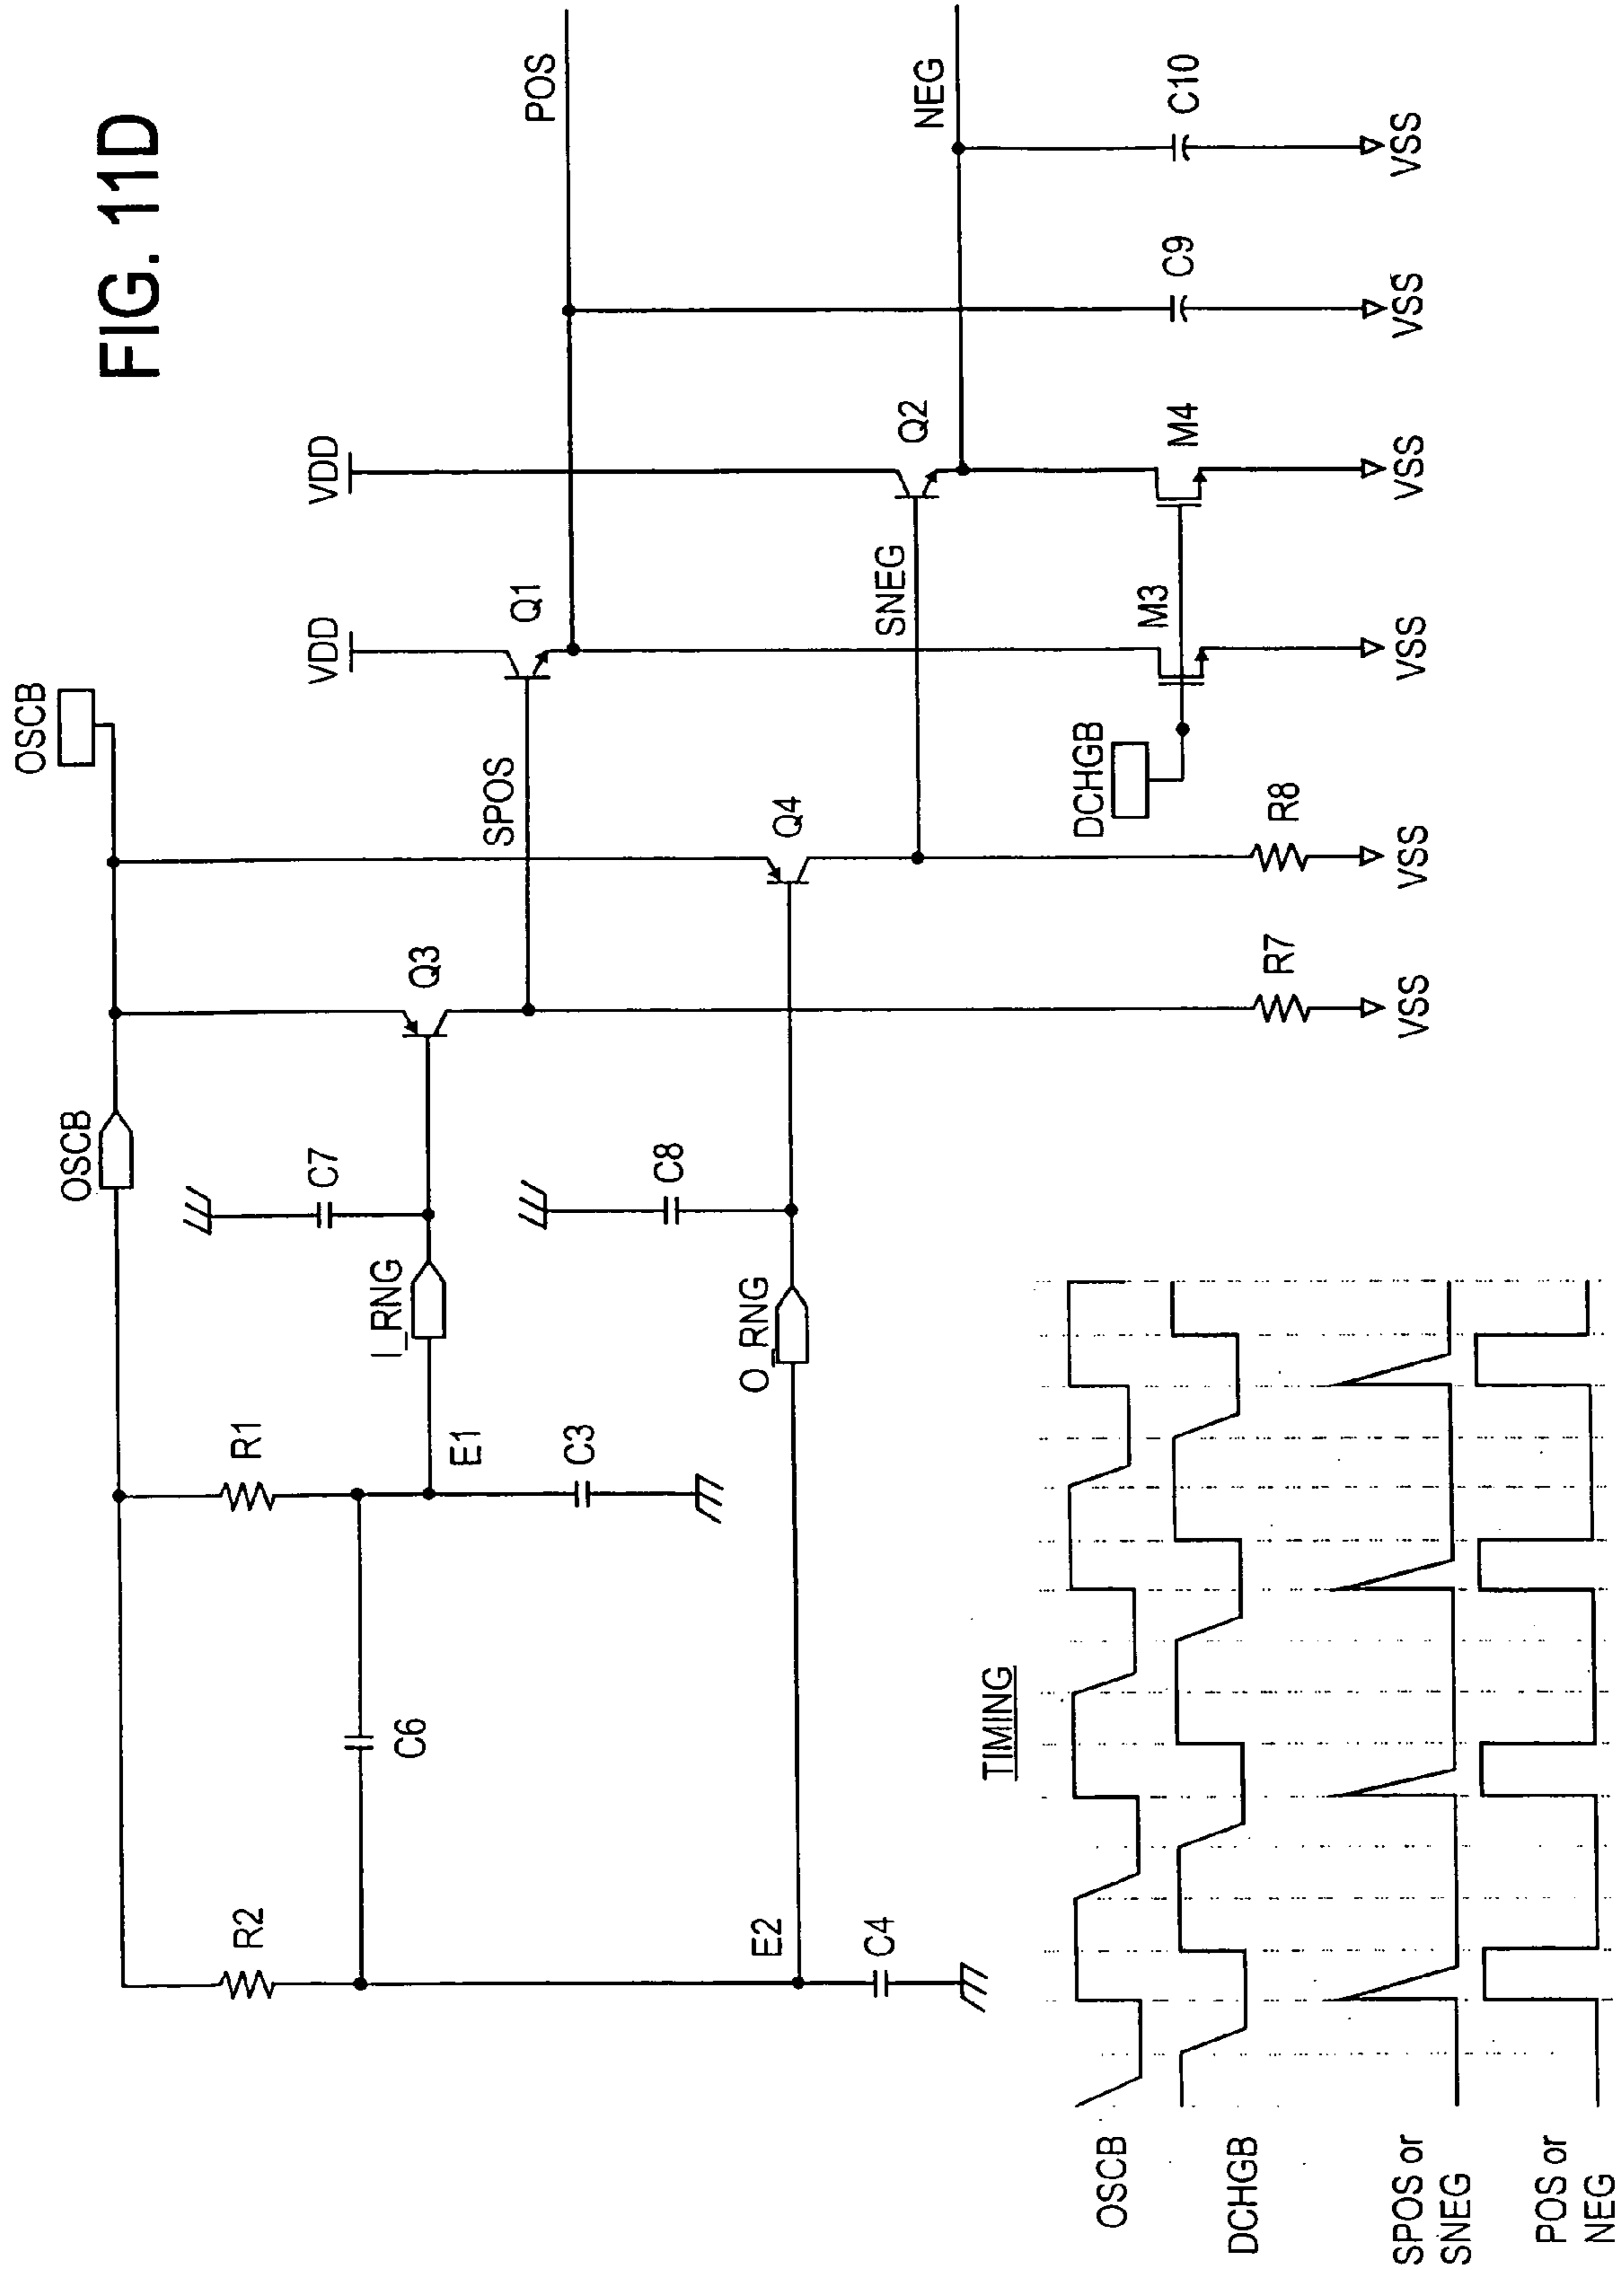 FIG. 11D
OSCB
OSCB
VDD
VDD
POS
R2
R1
C7
I_RNG
Q3
SPOS
Q1
E1
C3
C6
C8
O_RNG
Q4
SNEG
Q2
NEG
E2
C4
R7
R8
DCHGB
M3
M4
C9
C10
VSS
VSS
VSS
VSS
VSS
VSS
TIMING
OSCB
DCHGB
SPOS or
SNEG
POS or
NEG